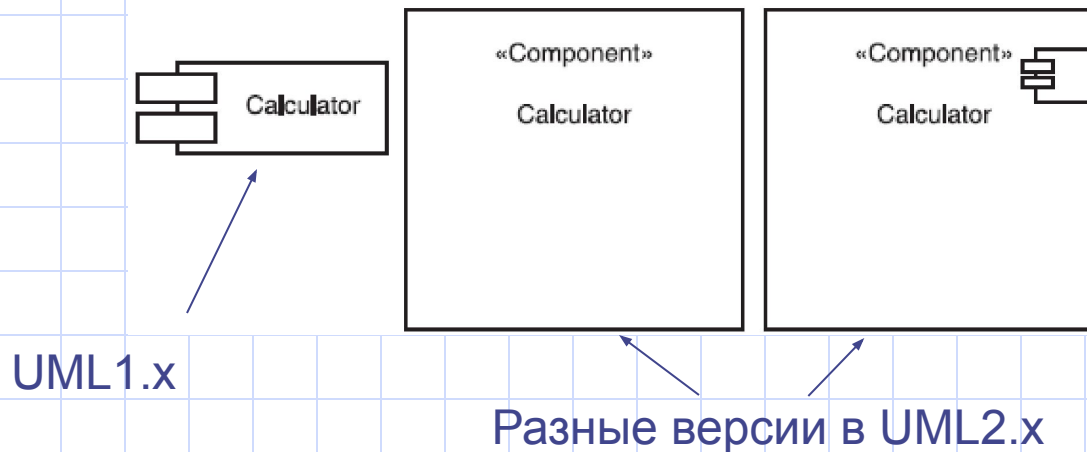 «Component»
Calculator
Calculator
«Component»
Calculator
UML1.x
Разные версии в UML2.x